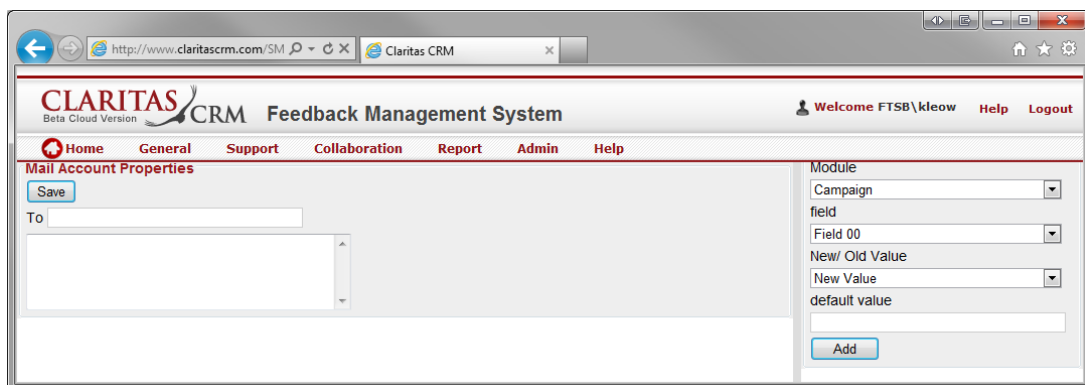 http://www.claritascrm.com/SM
Claritas CRM
CLARITAS CRM
Beta Cloud Version
Feedback Management System
Welcome FTSB\kleow
Help
Logout
Home General Support Collaboration Report Admin Help
Mail Account Properties
Save
To
Module
Campaign
field
Field 00
New/ Old Value
New Value
default value
Add